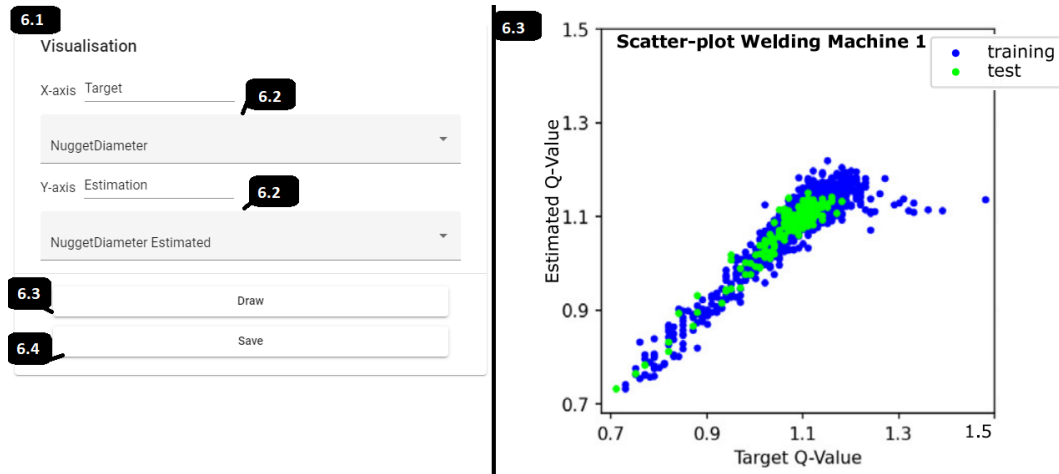 6.1
Visualisation
X-axis Target
6.2
NuggetDiameter
Y-axis Estimation
6.2
NuggetDiameter Estimated
6.3
Draw
6.4
Save
6.3
Scatter-plot Welding Machine 1
training
test
Estimated Q-Value
1.5
1.3
1.1
0.9
0.7
0.7 0.9 1.1 1.3 1.5
Target Q-Value